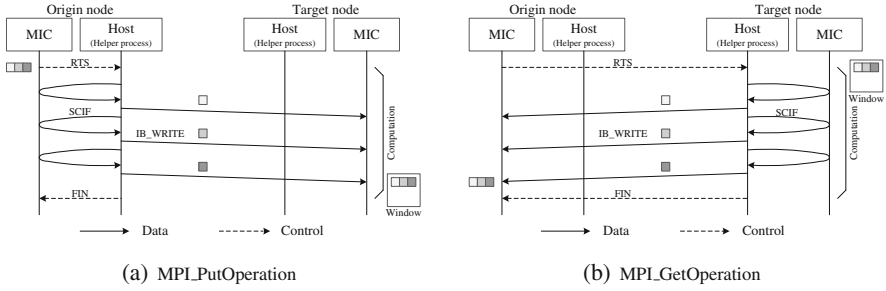 Origin node
Target node
MIC
Host
(Helper process)
Host
(Helper process)
MIC
RTS
SCIF
IB_WRITE
FIN
Computation
Window
Data
Control
(a) MPI_PutOperation
Origin node
Target node
MIC
Host
(Helper process)
Host
(Helper process)
MIC
RTS
Window
SCIF
IB_WRITE
FIN
Computation
Data
Control
(b) MPI_GetOperation